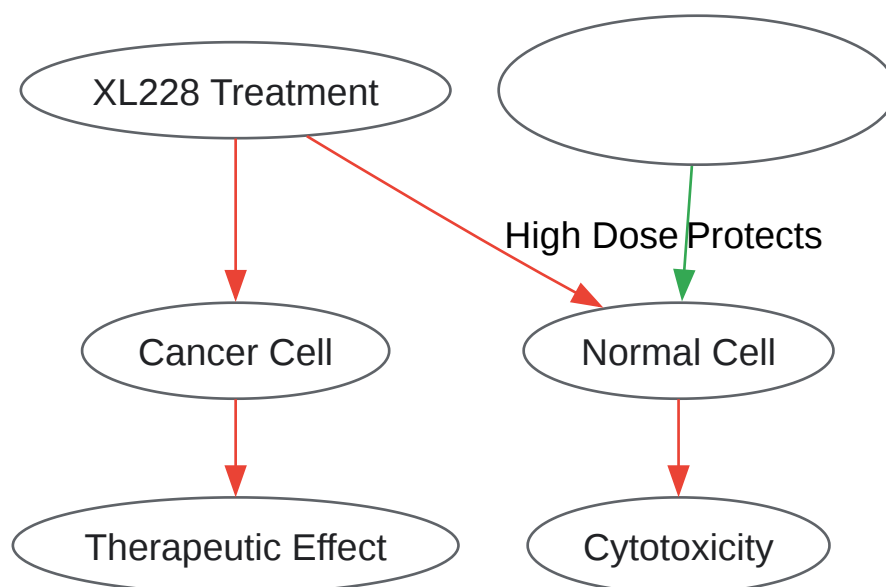 XL228 Treatment
High Dose
Protects
Cancer Cell
Normal Cell
Therapeutic Effect
Cytotoxicity